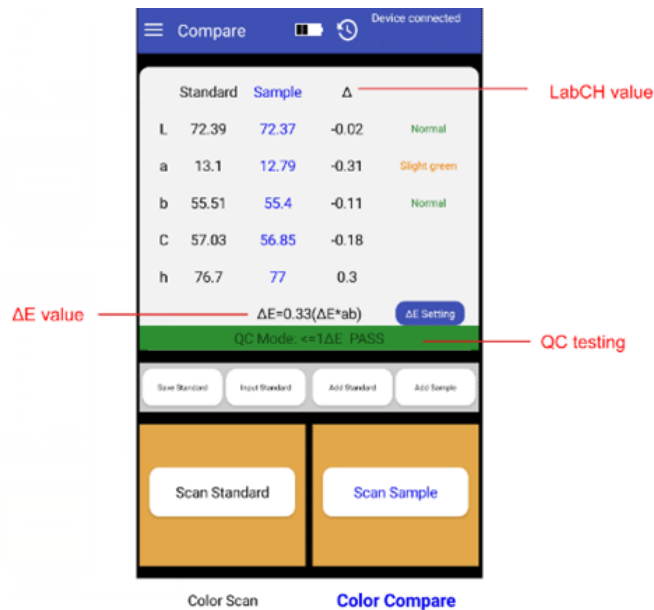 Compare
Device connected
Standard Sample Δ
LabCH value
L 72.39 72.37 -0.02 Normal
a 13.1 12.79 -0.31 Slight green
b 55.51 55.4 -0.11 Normal
C 57.03 56.85 -0.18
h 76.7 77 0.3
ΔE value
ΔE=0.33(ΔE*ab)
ΔE Setting
QC Mode: <=1ΔE PASS
QC testing
Save Standard Input Standard Add Standard Add Sample
Scan Standard Scan Sample
Color Scan Color Compare